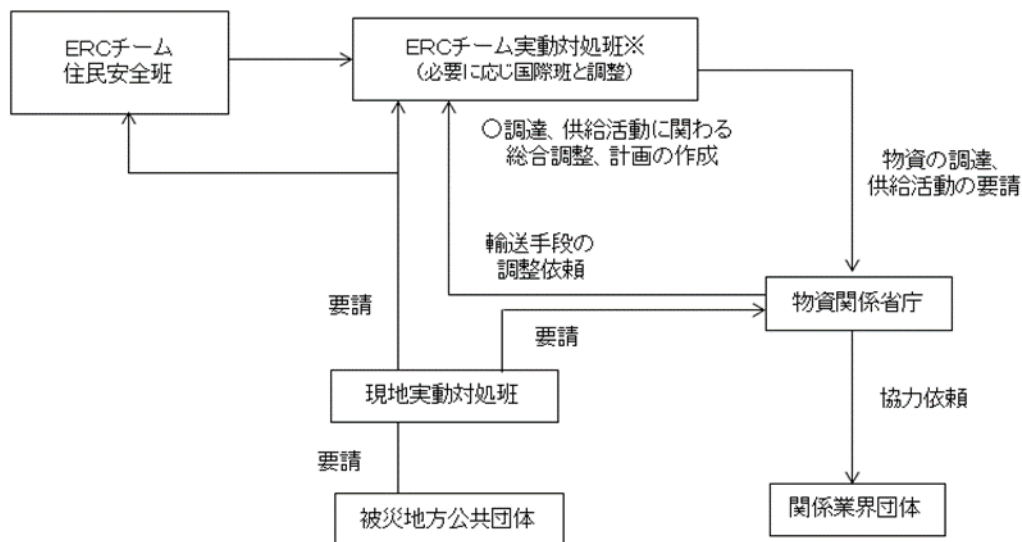 ERCチーム
住民安全班
ERCチーム実動対処班※
(必要に応じ国際班と調整)
○調達、供給活動に関わる
総合調整、計画の作成
物資の調達、
供給活動の要請
輸送手段の
調整依頼
物資関係省庁
要請
要請
現地実動対処班
協力依頼
要請
被災地方公共団体
関係業界団体